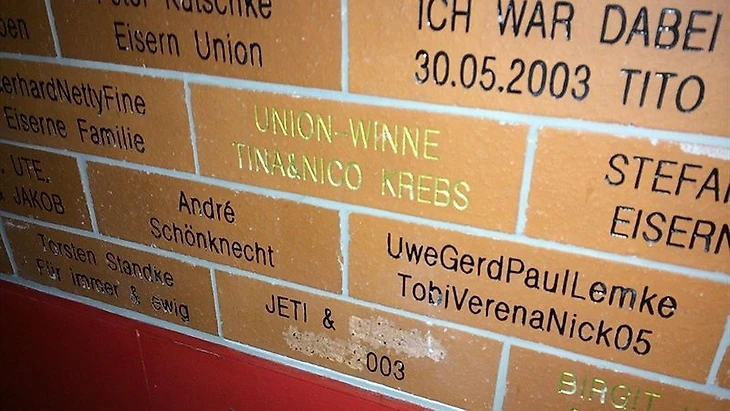 Eisern Union
ICH WAR DABEI
30.05.2003 TITO
erhardNettyFine
Eiserne Familie
UNION-WINNE
TINA&NICO KREBS
STEFA
EISERN
UTE,
JAKOB
André
Schönknecht
UweGerdPaulLemke
TobiVerenaNick05
Torsten Standke
Für immer & ewig
JETI &
003
BIRGIT